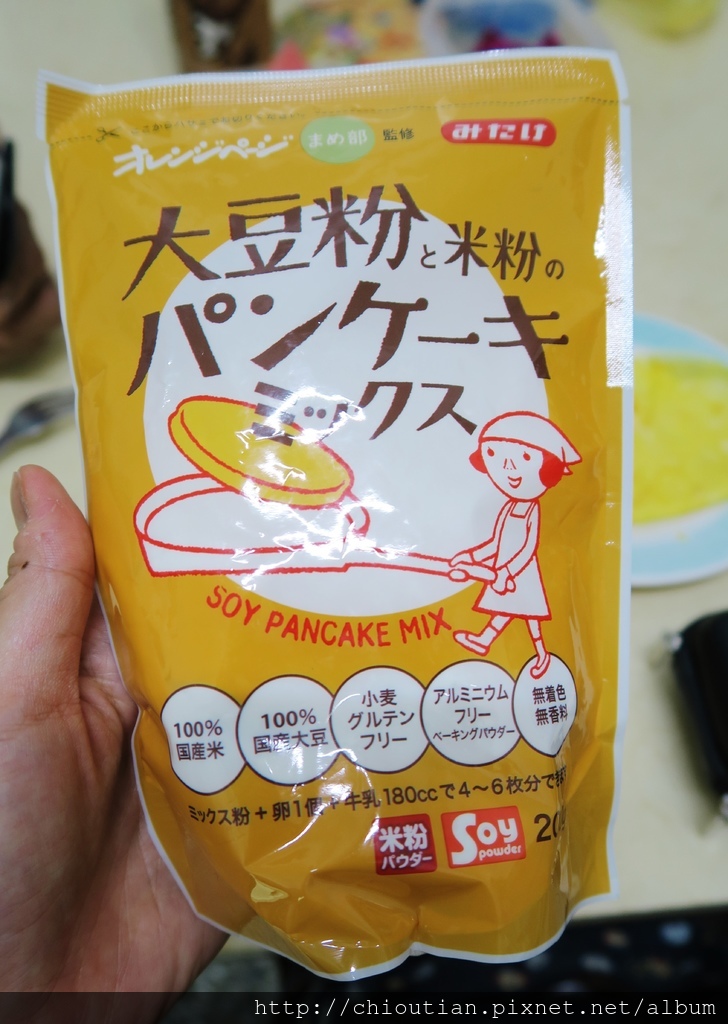 オレンジページ まめ部 監修 みたけ
大豆粉と米粉の
パンケーキ
ミックス
SOY PANCAKE MIX
100%
国産米
100%
国産大豆
小麦
グルテン
フリー
アルミニウム
フリー
ベーキングパウダー
無着色
無香料
ミックス粉+卵1個+牛乳180ccで4〜6枚分で
米粉
パウダー
Soy
powder
http://chioutian.pixnet.net/album